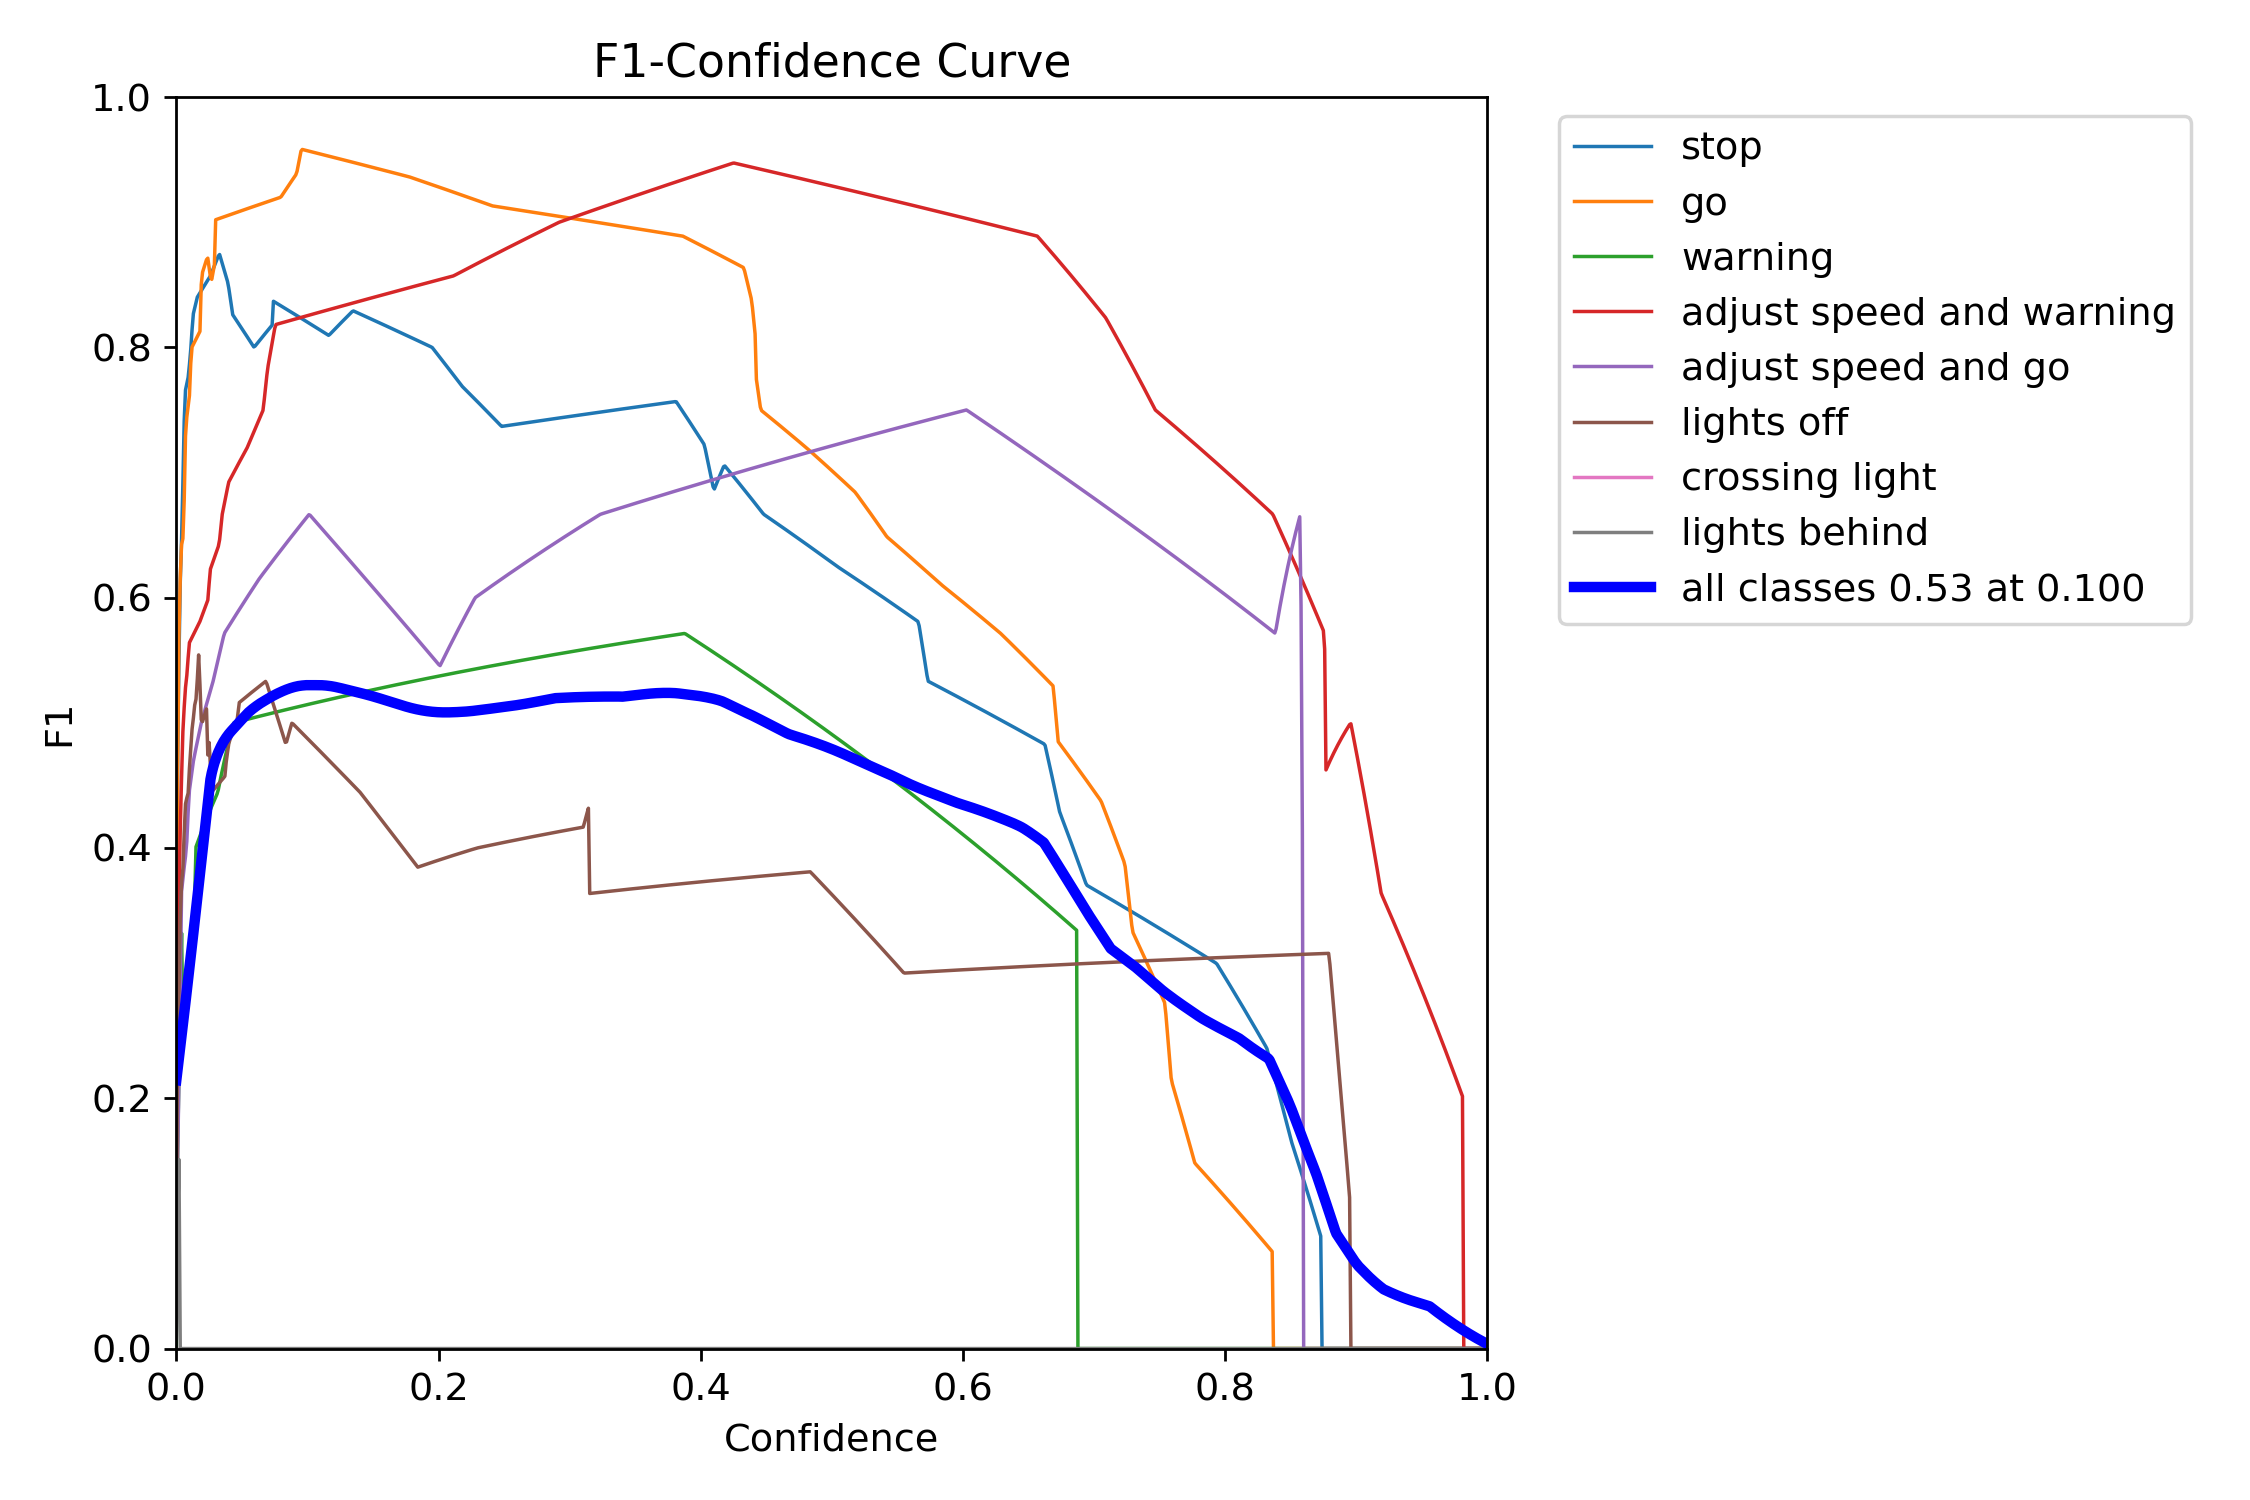 F1-Confidence Curve
1.0
0.8
0.6
0.4
0.2
0.0
F1
0.0 0.2 0.4 0.6 0.8 1.0
Confidence
stop
go
warning
adjust speed and warning
adjust speed and go
lights off
crossing light
lights behind
all classes 0.53 at 0.100